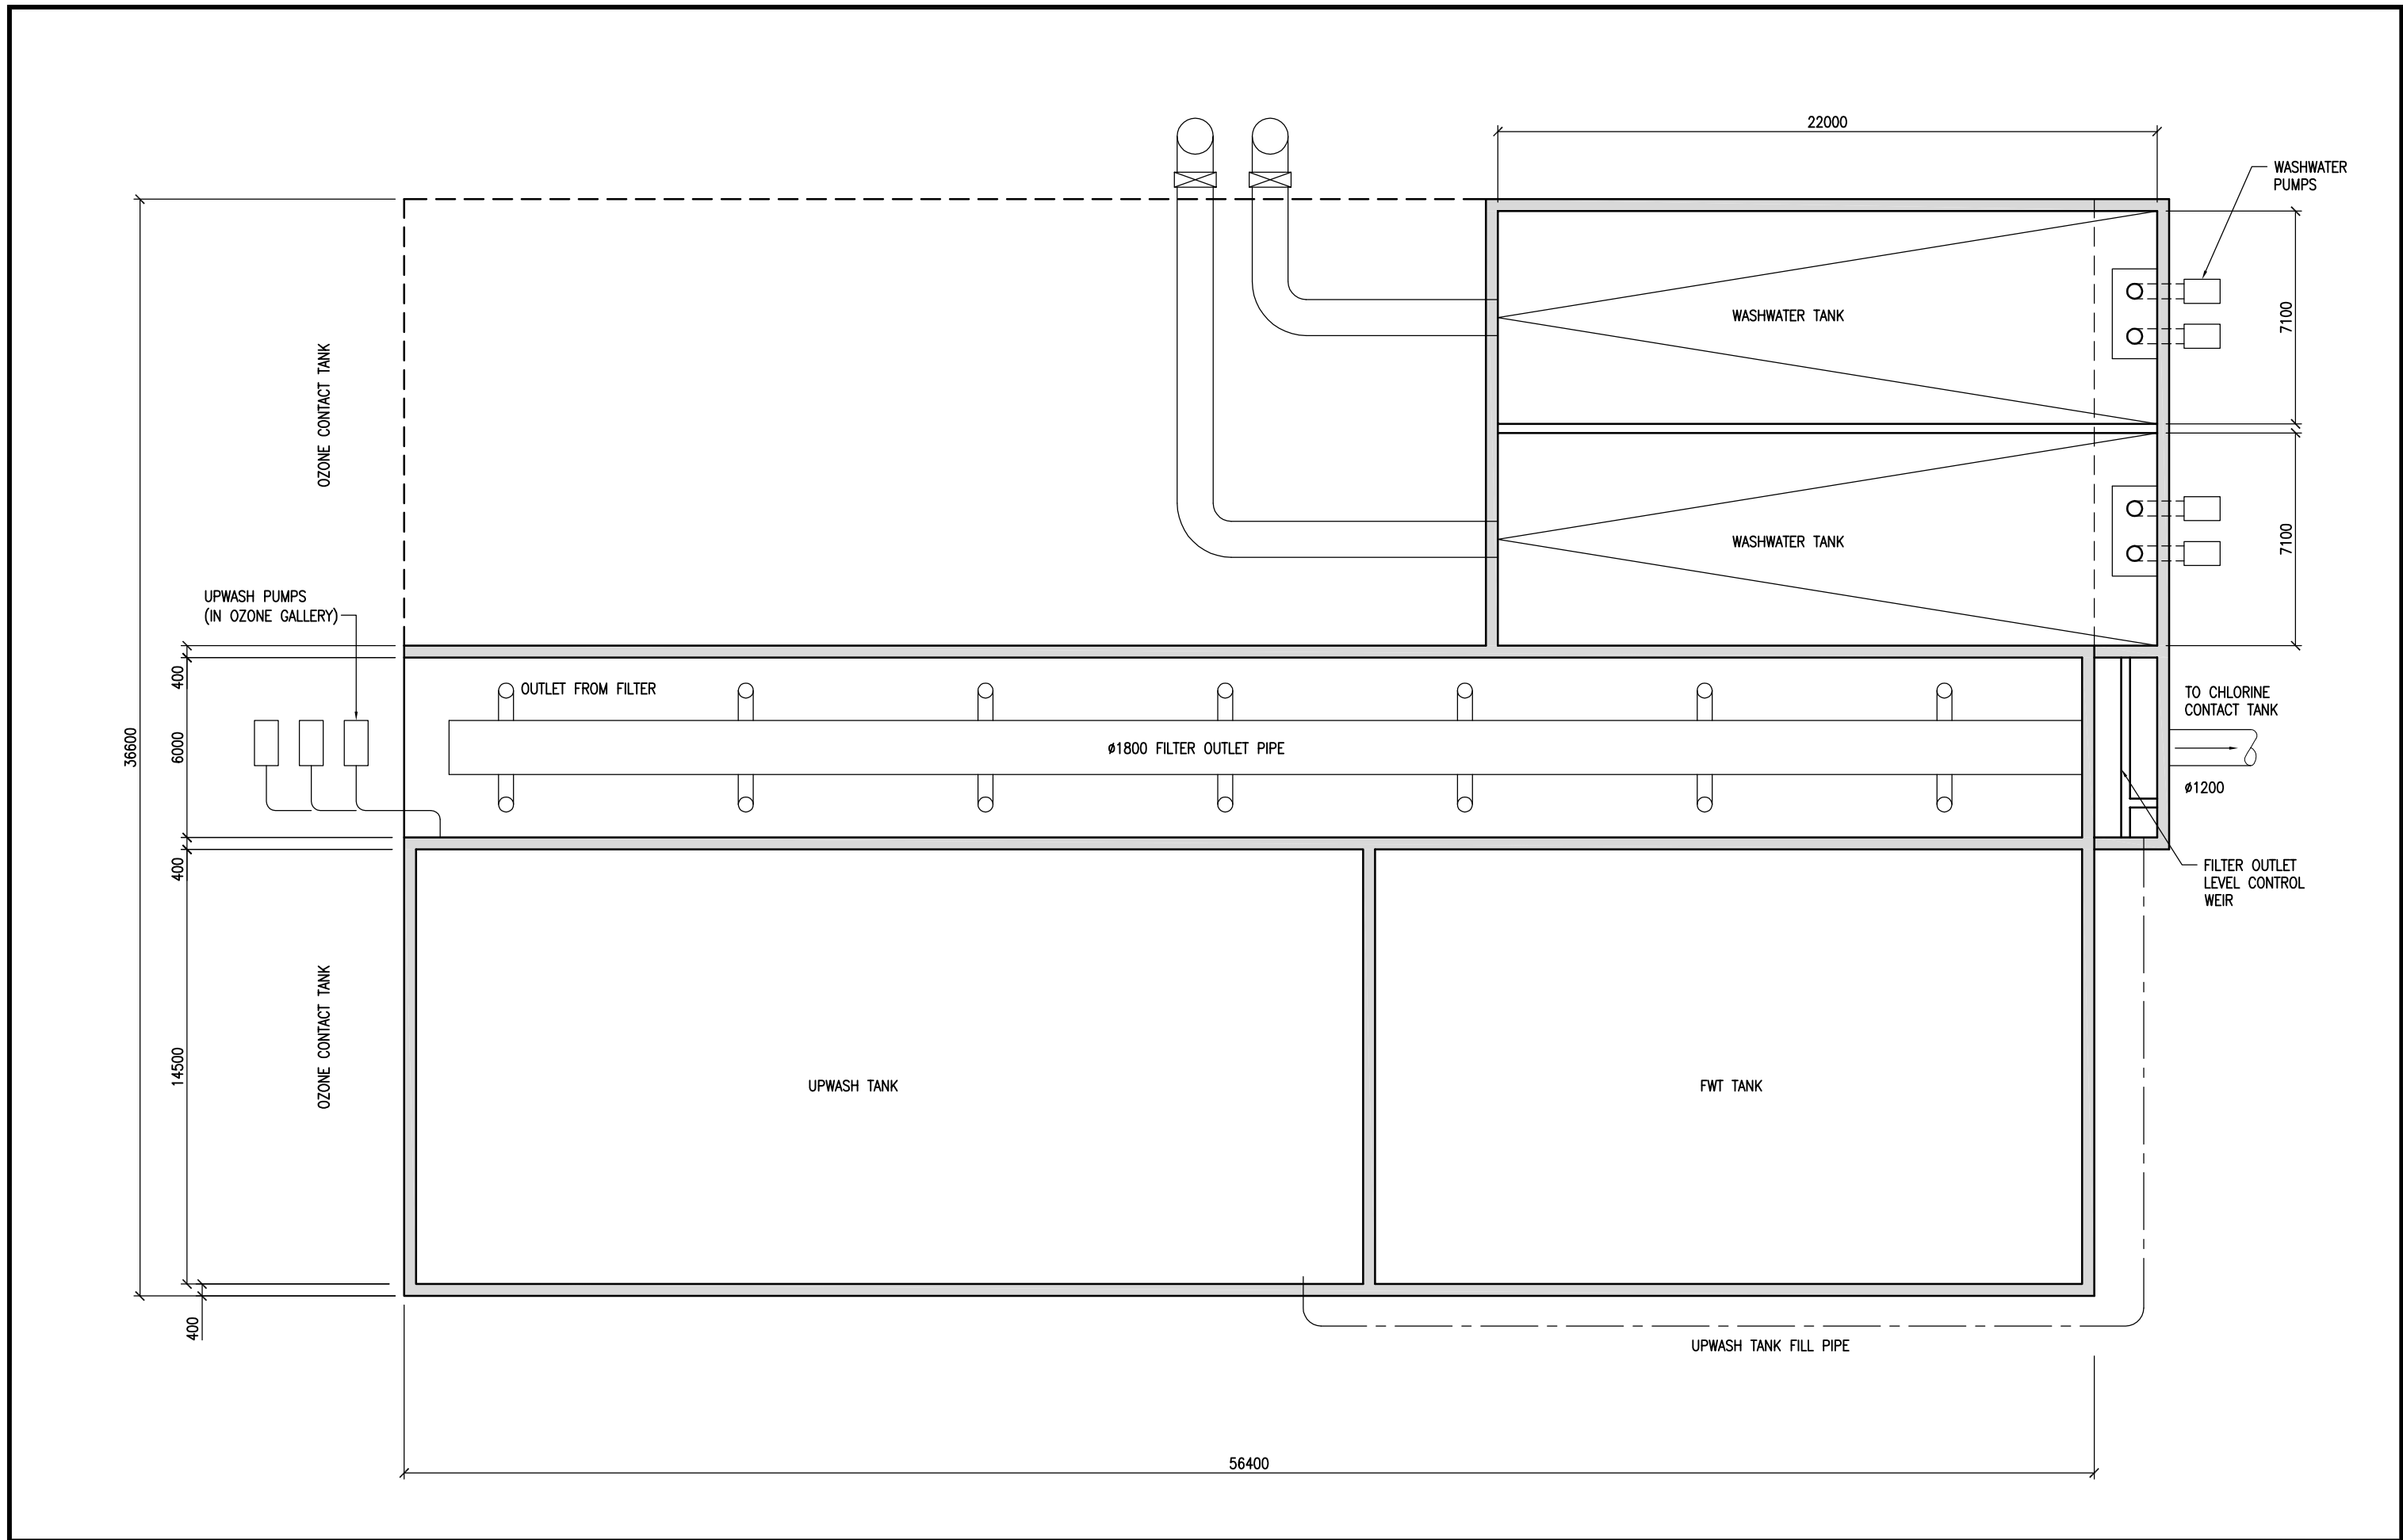 22000
WASHWATER
PUMPS
WASHWATER TANK
7100
OZONE CONTACT TANK
WASHWATER TANK
7100
UPWASH PUMPS
(IN OZONE GALLERY)
400
OUTLET FROM FILTER
TO CHLORINE
CONTACT TANK
36600
6000
ø1800 FILTER OUTLET PIPE
ø1200
400
FILTER OUTLET
LEVEL CONTROL
WEIR
OZONE CONTACT TANK
14500
UPWASH TANK
FWT TANK
400
UPWASH TANK FILL PIPE
56400